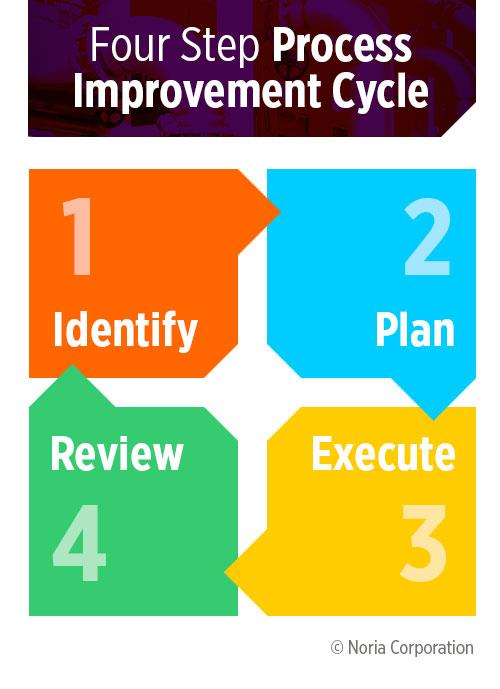 Four Step Process
Improvement Cycle
1
Identify
2
Plan
Review
4
Execute
3
© Noria Corporation